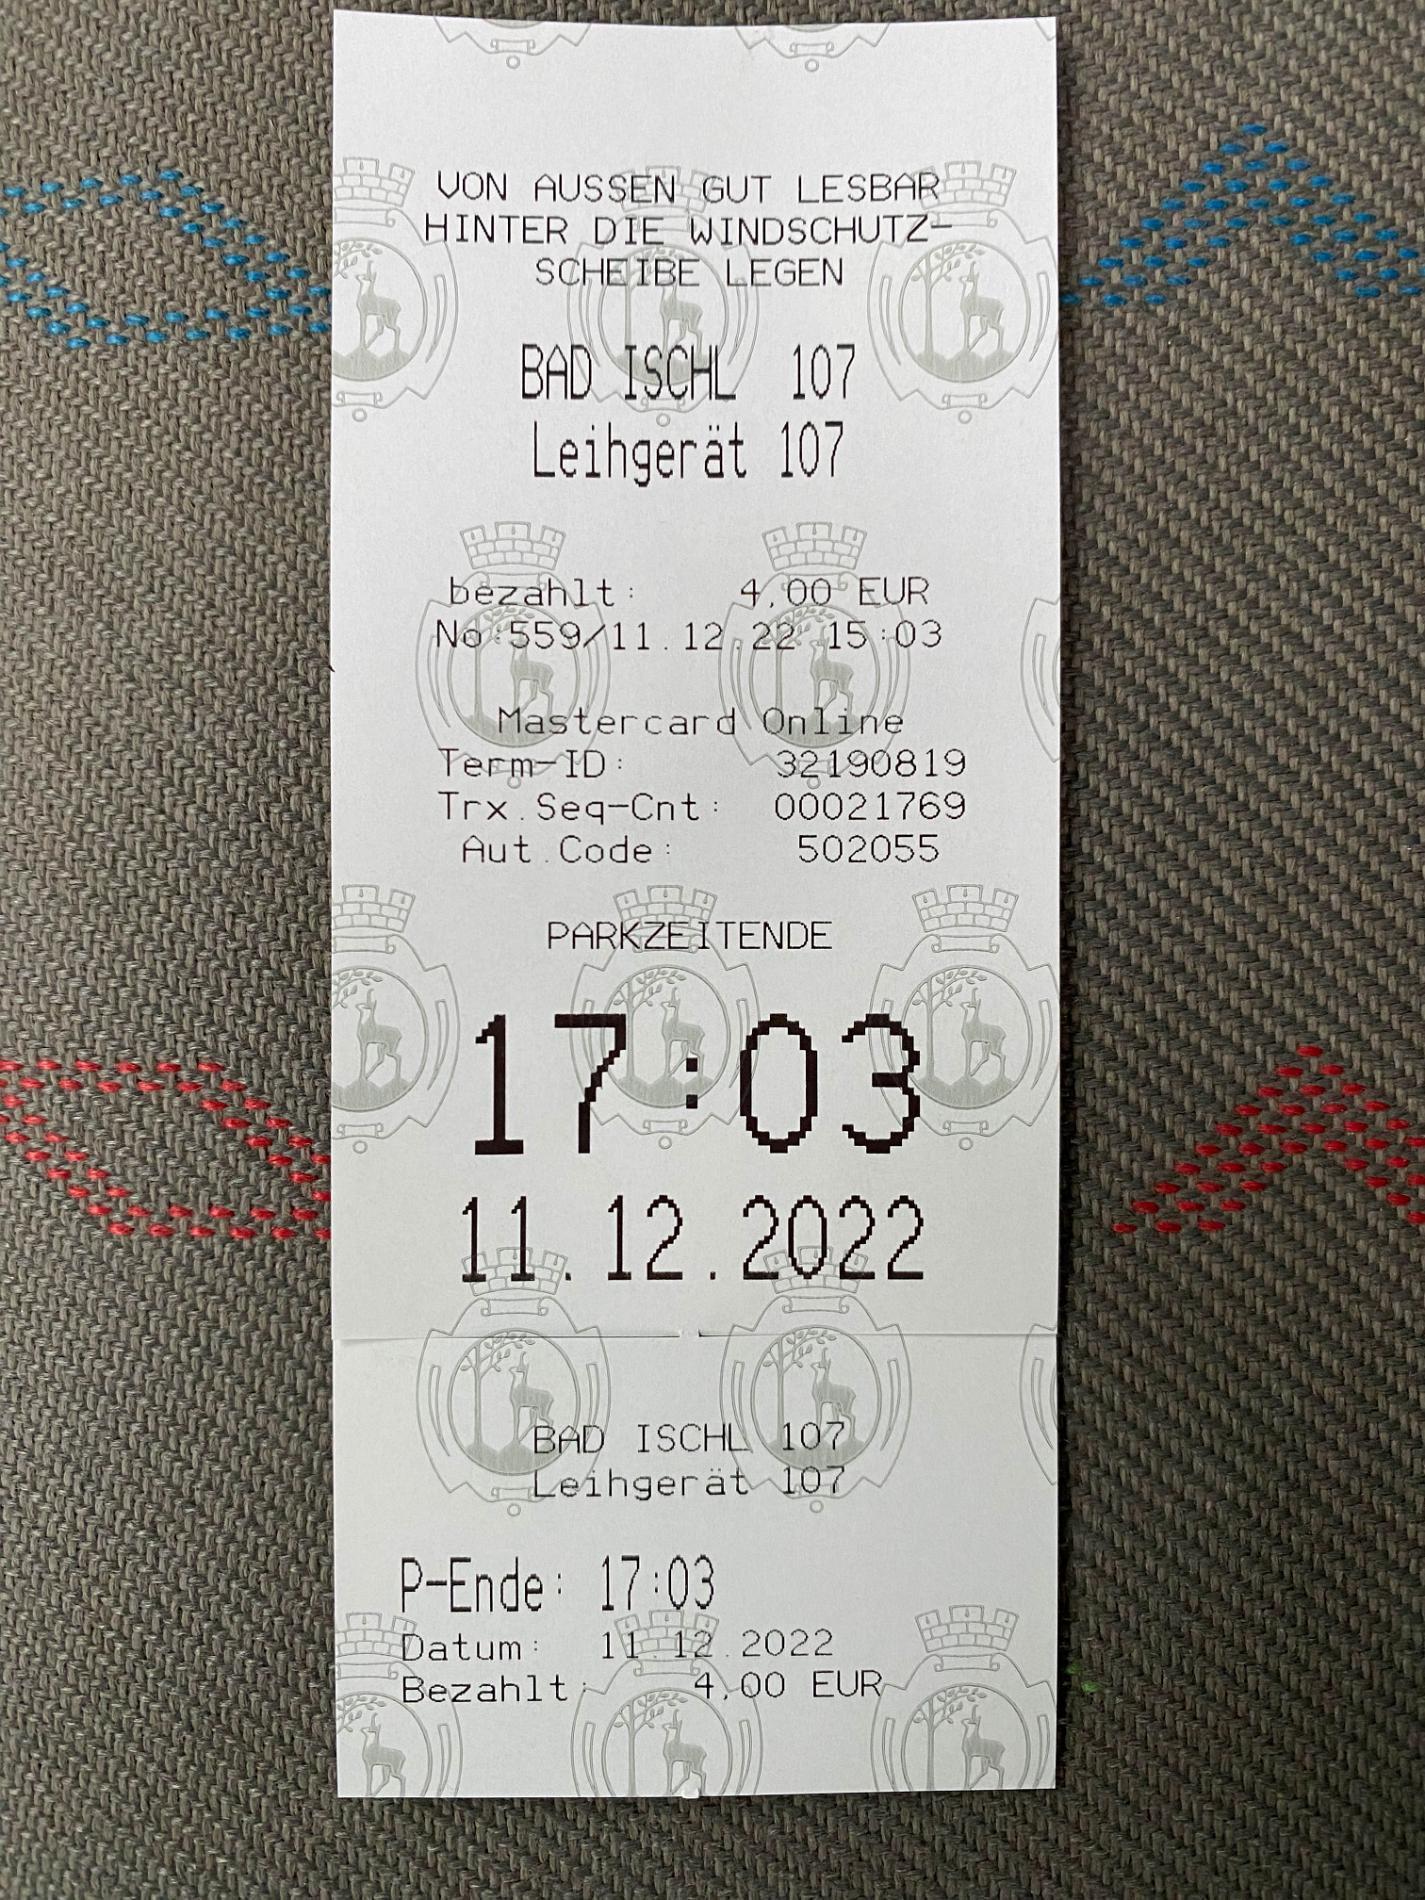 VON AUSSEN GUT LESBAR
HINTER DIE WINDSCHUTZ-
SCHEIBE LEGEN
BAD ISCHL 107
Leihgerät 107
bezahlt: 4,00 EUR
No:559/11.12.22 15:03
Mastercard Online
Term-ID: 32190819
Trx.Seq-Cnt: 00021769
Aut.Code: 502055
PARKZEITENDE
17:03
11.12.2022
BAD ISCHL 107
Leihgerät 107
P-Ende: 17:03
Datum: 11.12.2022
Bezahlt: 4,00 EUR